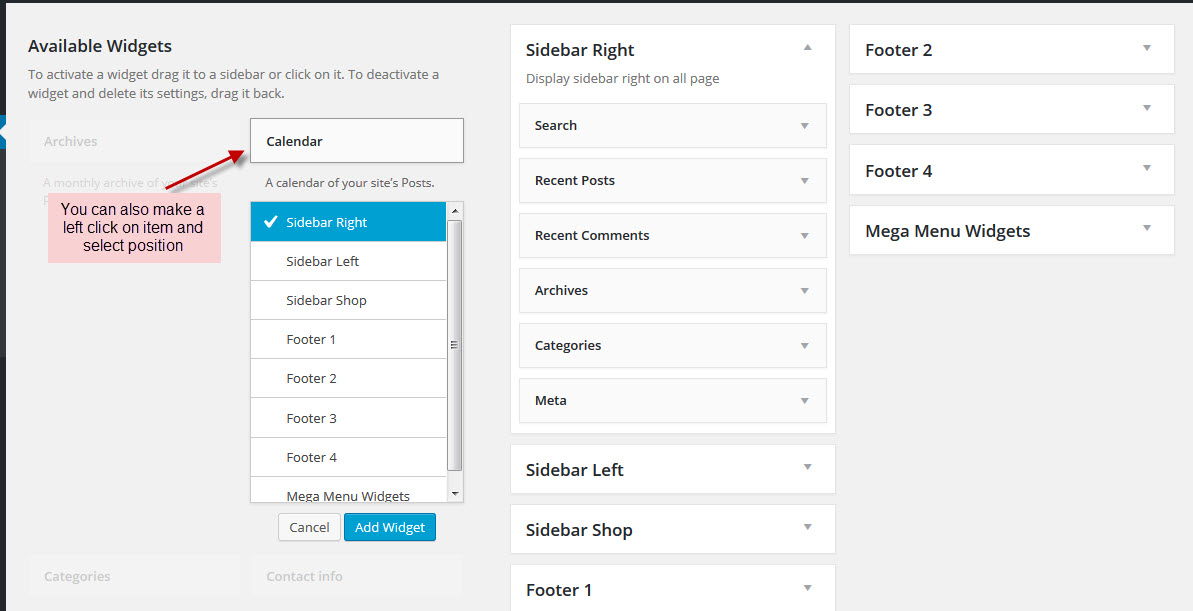 Available Widgets
To activate a widget drag it to a sidebar or click on it. To deactivate a
widget and delete its settings, drag it back.
Archives
A monthly archive of your site's
You can also make a
left click on item and
select position
Calendar
A calendar of your site's Posts.
Sidebar Right
Sidebar Left
Sidebar Shop
Footer 1
Footer 2
Footer 3
Footer 4
Mega Menu Widgets
Cancel
Add Widget
Categories
Contact info
Sidebar Right
Display sidebar right on all page
Search
Recent Posts
Recent Comments
Archives
Categories
Meta
Sidebar Left
Sidebar Shop
Footer 1
Footer 2
Footer 3
Footer 4
Mega Menu Widgets